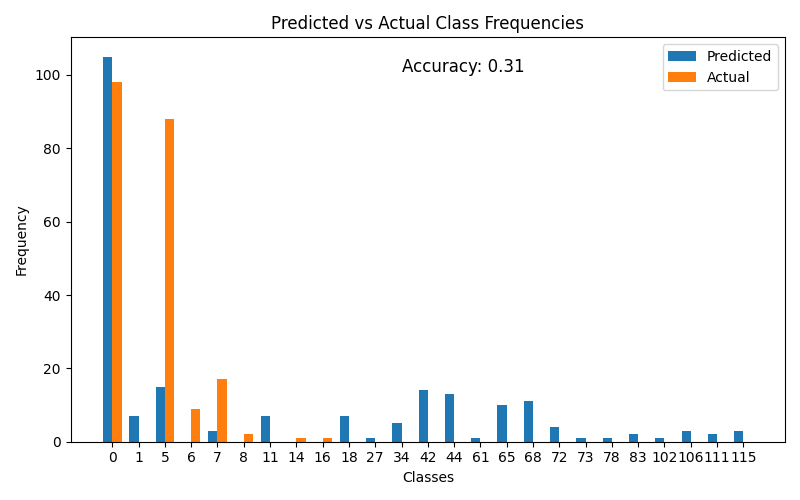 Predicted vs Actual Class Frequencies
Accuracy: 0.31
Predicted
Actual
Frequency
100
80
60
40
20
0
0 1 5 6 7 8 11 14 16 18 27 34 42 44 61 65 68 72 73 78 83 102 106 111 115
Classes